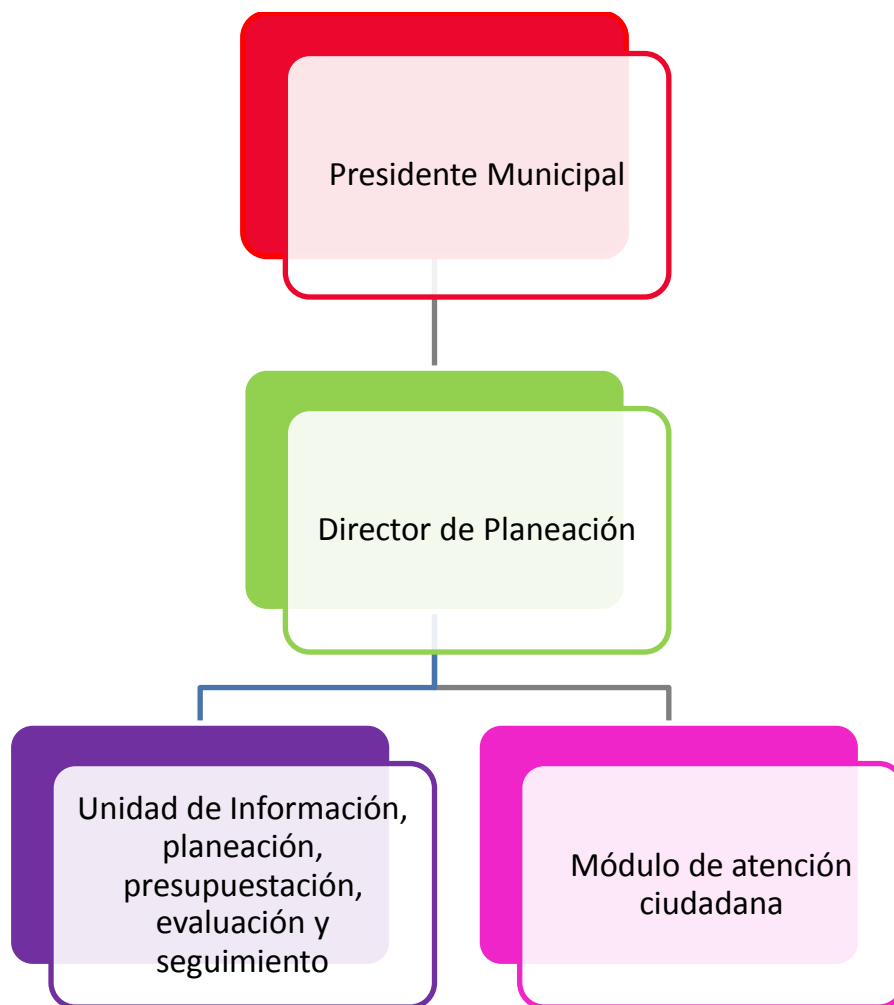 Presidente Municipal
Director de Planeación
Unidad de Información,
planeación,
presupuestación,
evaluación y
seguimiento
Módulo de atención
ciudadana